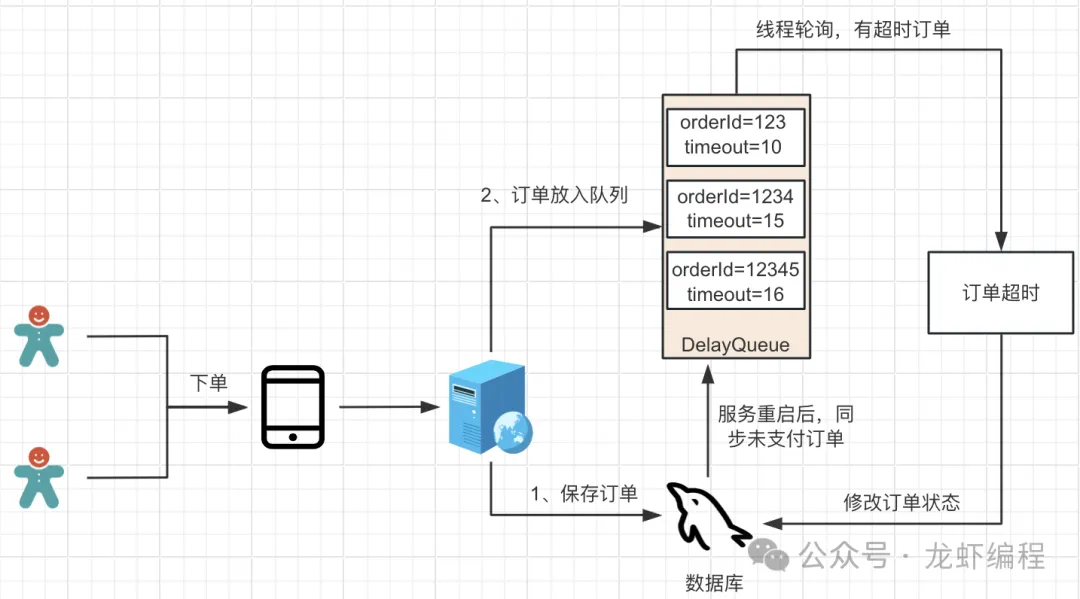 线程轮询，有超时订单
orderId=123
timeout=10
2、订单放入队列
orderId=1234
timeout=15
orderId=12345
timeout=16
订单超时
DelayQueue
下单
服务重启后，同
步未支付订单
1、保存订单
修改订单状态
公众号 · 龙虾编程
数据库